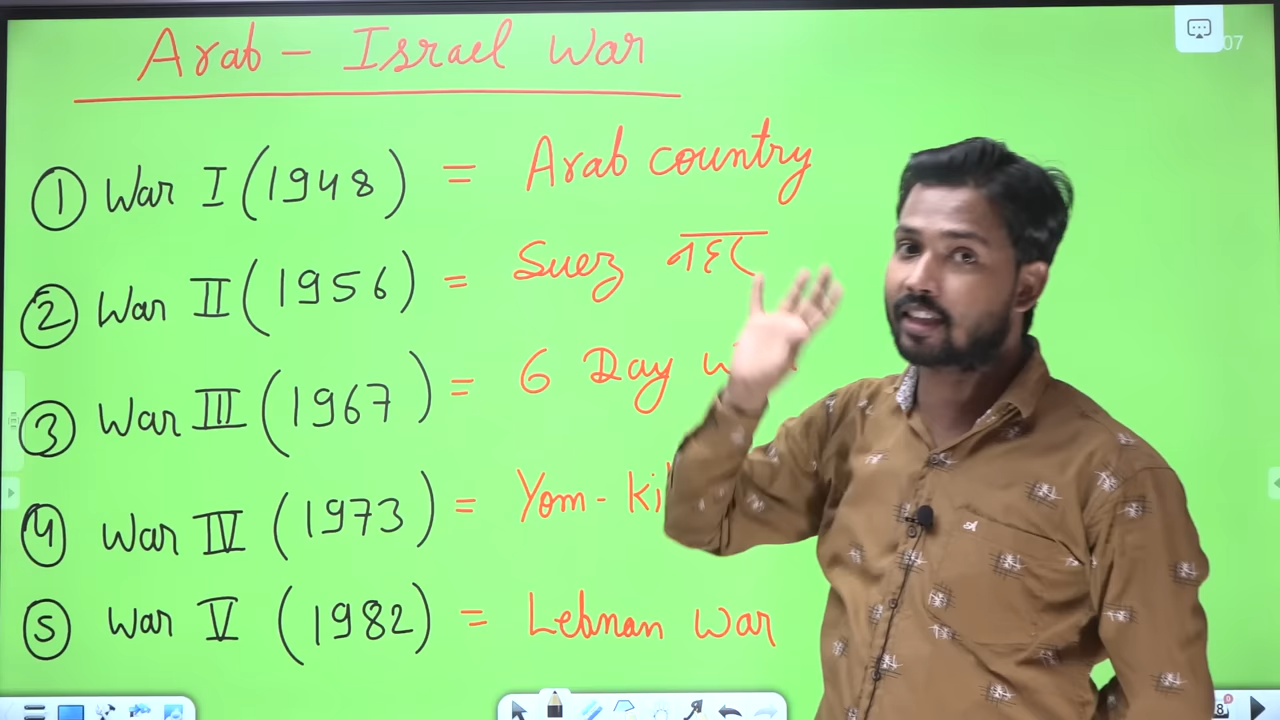 Arab - Israel War
① War I (1948) = Arab country
② War II (1956) = Suez नहर
③ War III (1967) = 6 Day
④ War IV (1973) = Yom-
⑤ War V (1982) = Lebnan War
07